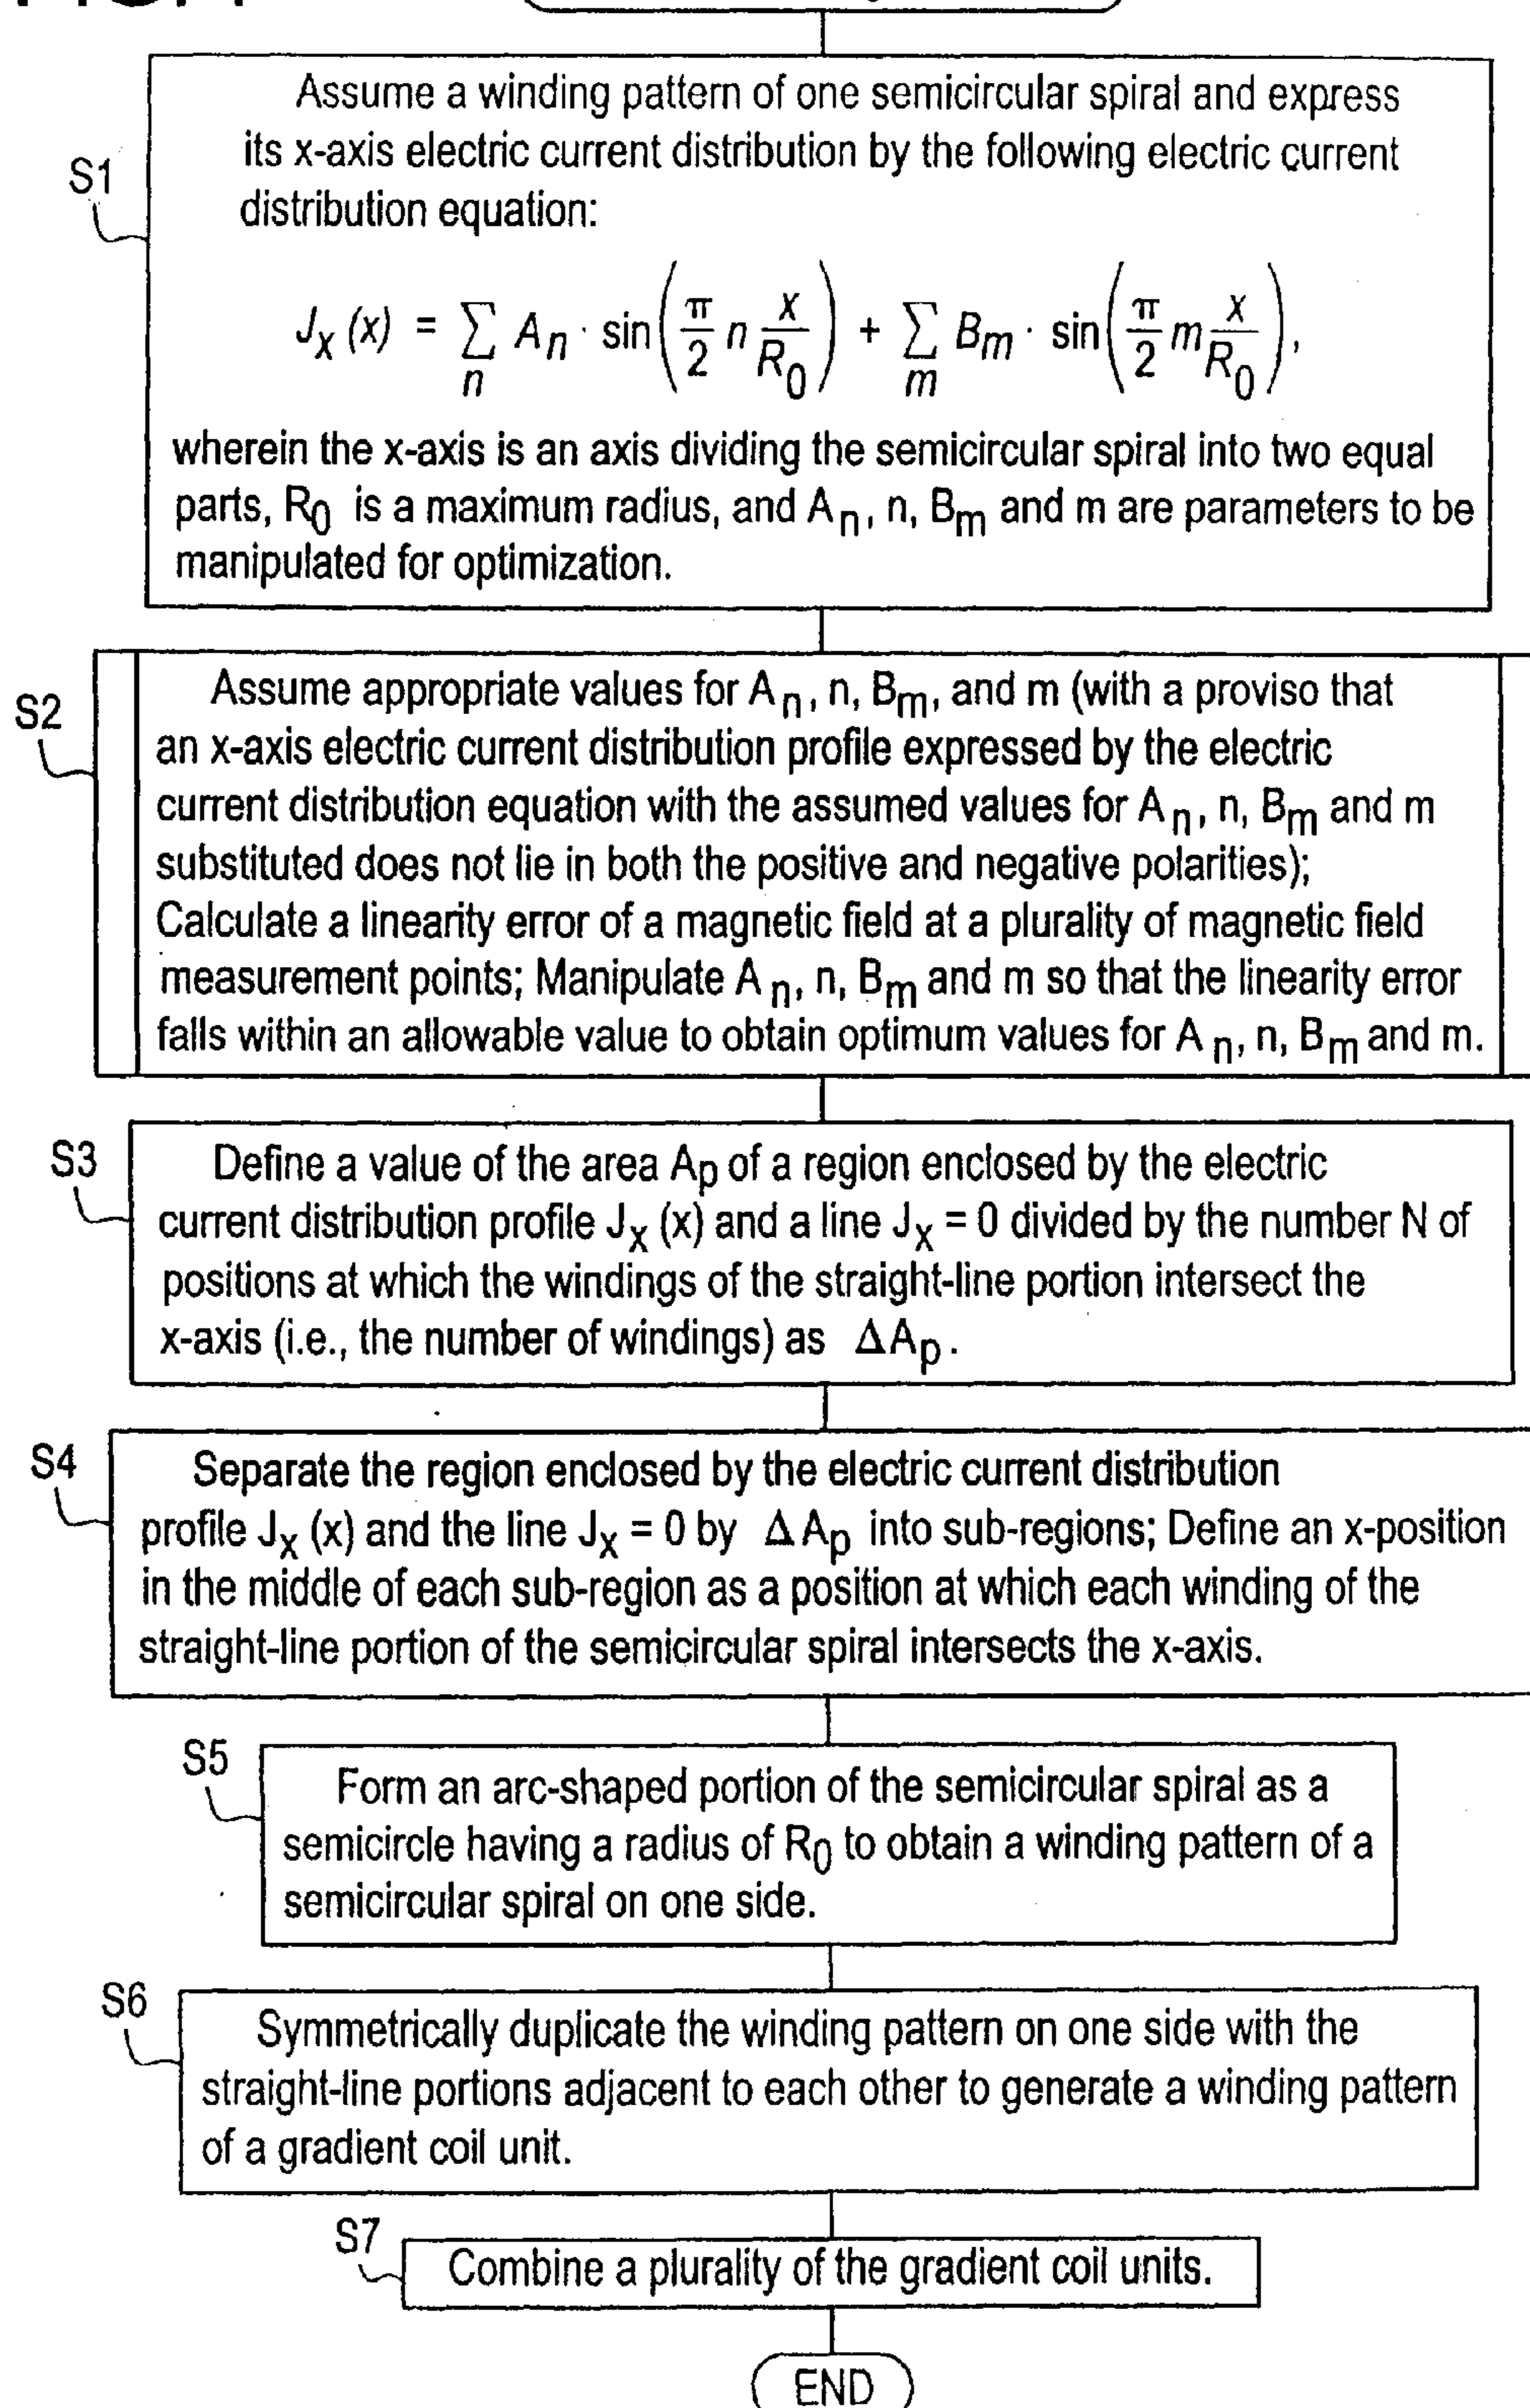 Assume a winding pattern of one semicircular spiral and express
its x-axis electric current distribution by the following electric current
distribution equation:
S1
J_x (x) = Σ_n A_n · sin(π/2 n x/R_0) + Σ_m B_m · sin(π/2 m x/R_0),
wherein the x-axis is an axis dividing the semicircular spiral into two equal
parts, R_0 is a maximum radius, and A_n, n, B_m and m are parameters to be
manipulated for optimization.
S2
Assume appropriate values for A_n, n, B_m, and m (with a proviso that
an x-axis electric current distribution profile expressed by the electric
current distribution equation with the assumed values for A_n, n, B_m and m
substituted does not lie in both the positive and negative polarities);
Calculate a linearity error of a magnetic field at a plurality of magnetic field
measurement points; Manipulate A_n, n, B_m and m so that the linearity error
falls within an allowable value to obtain optimum values for A_n, n, B_m and m.
S3
Define a value of the area A_p of a region enclosed by the electric
current distribution profile J_x (x) and a line J_x = 0 divided by the number N of
positions at which the windings of the straight-line portion intersect the
x-axis (i.e., the number of windings) as ΔA_p.
S4
Separate the region enclosed by the electric current distribution
profile J_x (x) and the line J_x = 0 by ΔA_p into sub-regions; Define an x-position
in the middle of each sub-region as a position at which each winding of the
straight-line portion of the semicircular spiral intersects the x-axis.
S5
Form an arc-shaped portion of the semicircular spiral as a
semicircle having a radius of R_0 to obtain a winding pattern of a
semicircular spiral on one side.
S6
Symmetrically duplicate the winding pattern on one side with the
straight-line portions adjacent to each other to generate a winding pattern
of a gradient coil unit.
S7
Combine a plurality of the gradient coil units.
END